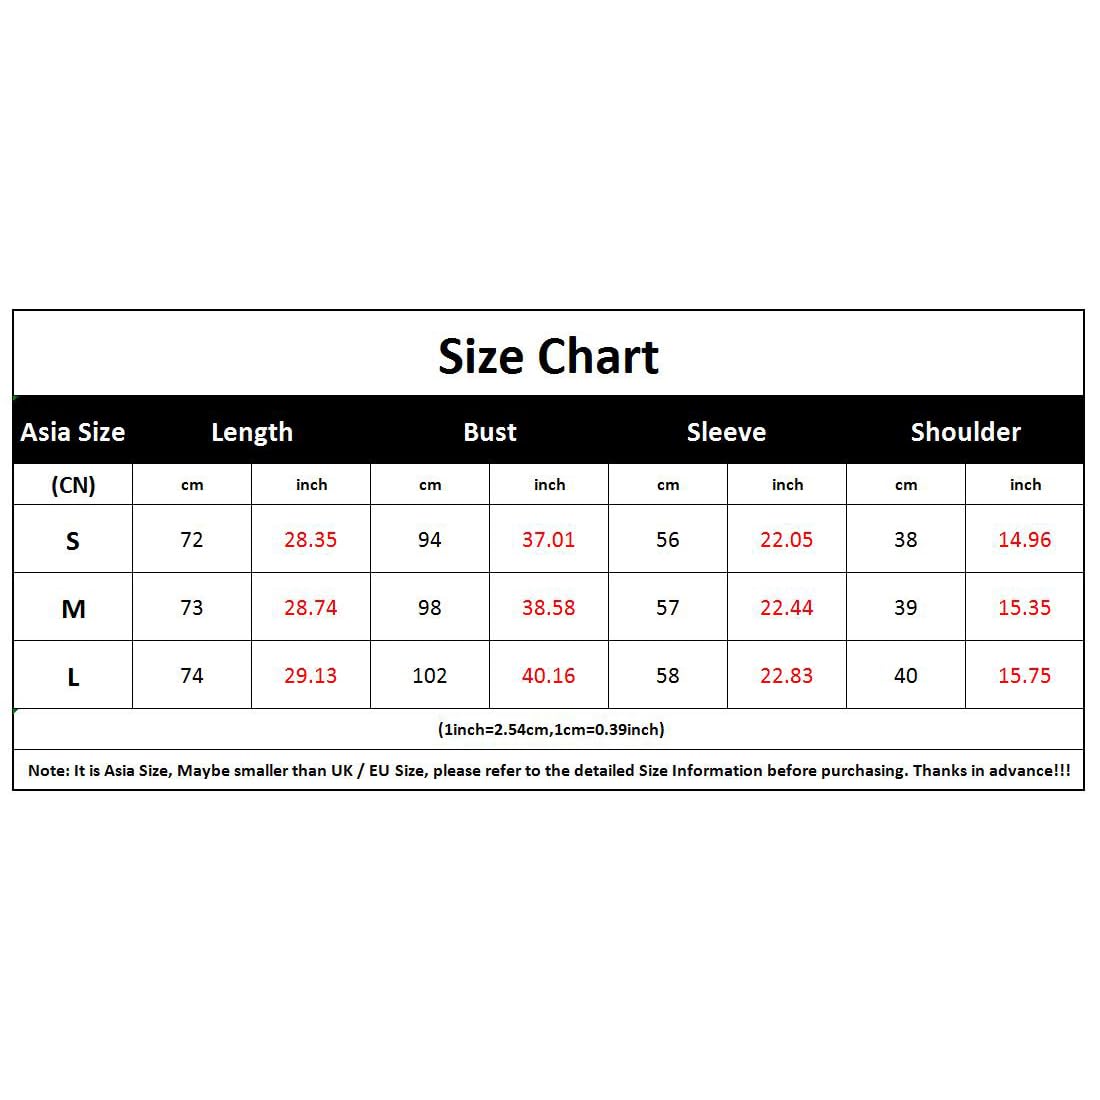 Size Chart
Asia Size Length Bust Sleeve Shoulder
(CN) cm inch cm inch cm inch cm inch
S 72 28.35 94 37.01 56 22.05 38 14.96
M 73 28.74 98 38.58 57 22.44 39 15.35
L 74 29.13 102 40.16 58 22.83 40 15.75
(1inch=2.54cm,1cm=0.39inch)
Note: It is Asia Size, Maybe smaller than UK / EU Size, please refer to the detailed Size Information before purchasing. Thanks in advance!!!